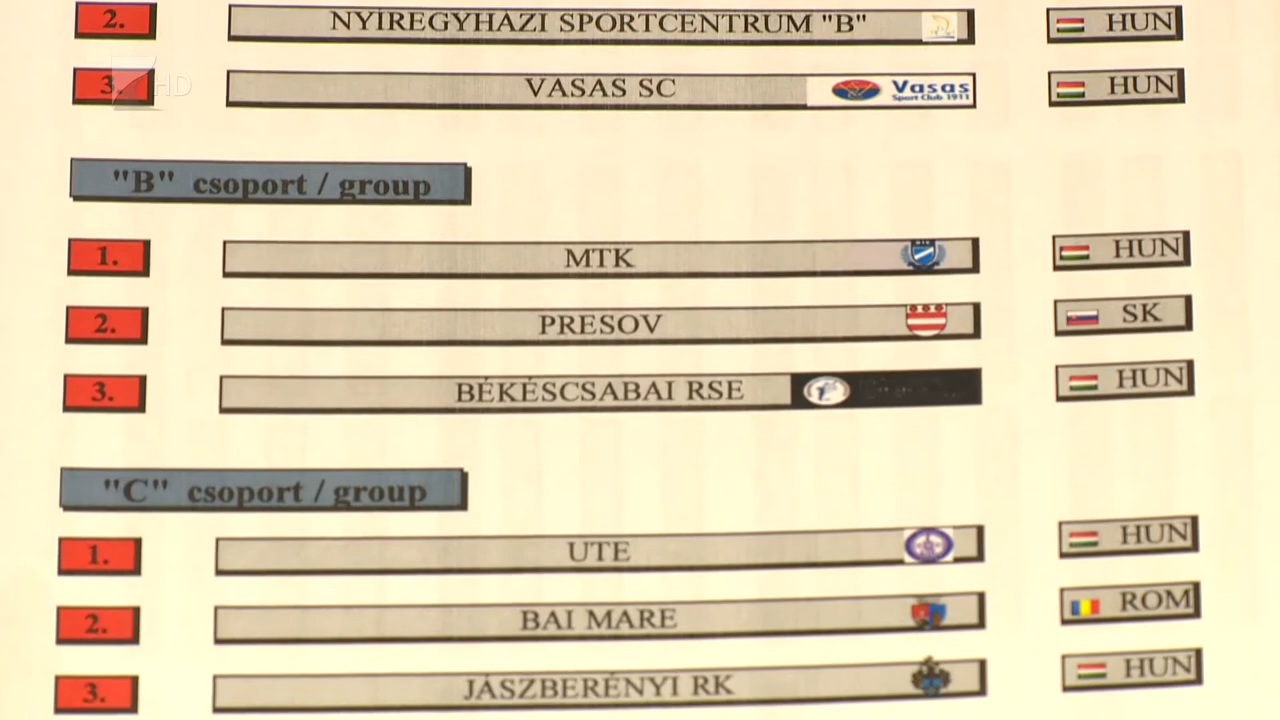 2. NYÍREGYHÁZI SPORTCENTRUM "B" HUN
3. VASAS SC Vasas Sport Club 1911 HUN
HD
"B" csoport / group
1. MTK HUN
2. PRESOV SK
3. BÉKÉSCSABAI RSE HUN
"C" csoport / group
1. UTE HUN
2. BAI MARE ROM
3. JÁSZBERÉNYI RK HUN